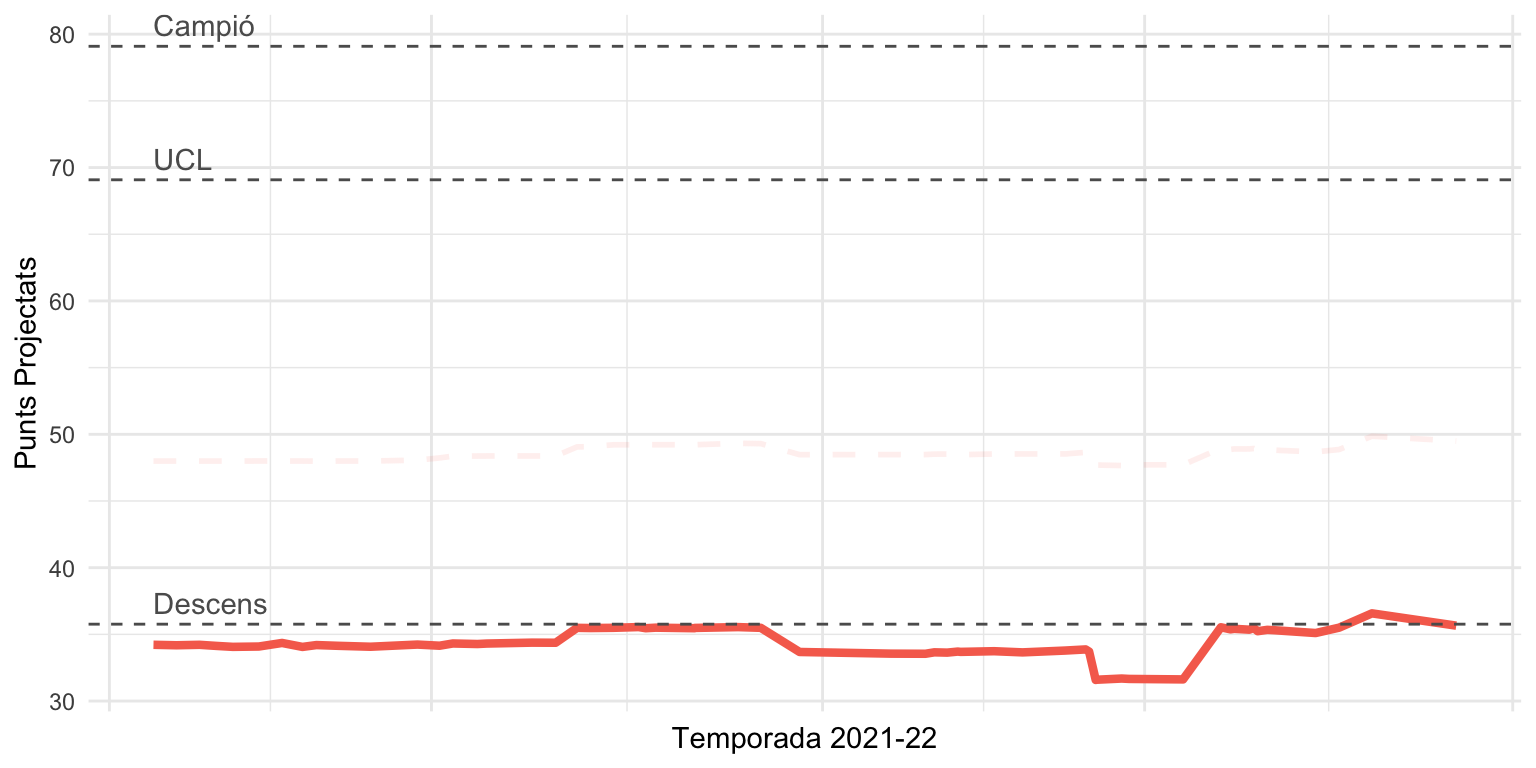 Campió
80
UCL
70
60
50
40
Descens
30
Punts Projectats
Temporada 2021-22